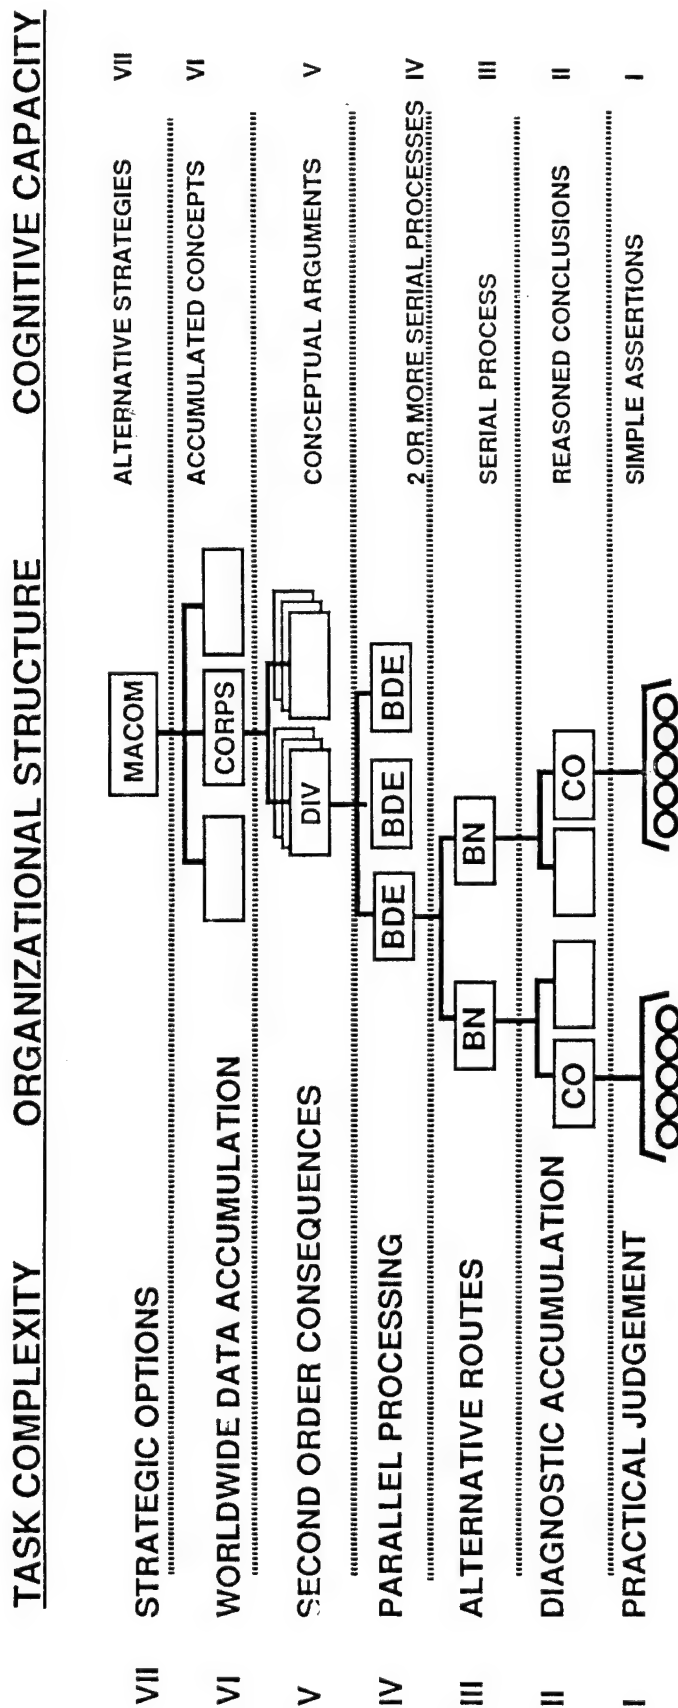 TASK COMPLEXITY ORGANIZATIONAL STRUCTURE COGNITIVE CAPACITY
VII STRATEGIC OPTIONS MACOM ALTERNATIVE STRATEGIES VII
VI WORLDWIDE DATA ACCUMULATION CORPS ACCUMULATED CONCEPTS VI
V SECOND ORDER CONSEQUENCES DIV CONCEPTUAL ARGUMENTS V
IV PARALLEL PROCESSING BDE BDE BDE 2 OR MORE SERIAL PROCESSES IV
III ALTERNATIVE ROUTES BN BN SERIAL PROCESS III
II DIAGNOSTIC ACCUMULATION CO CO REASONED CONCLUSIONS II
I PRACTICAL JUDGEMENT SIMPLE ASSERTIONS I